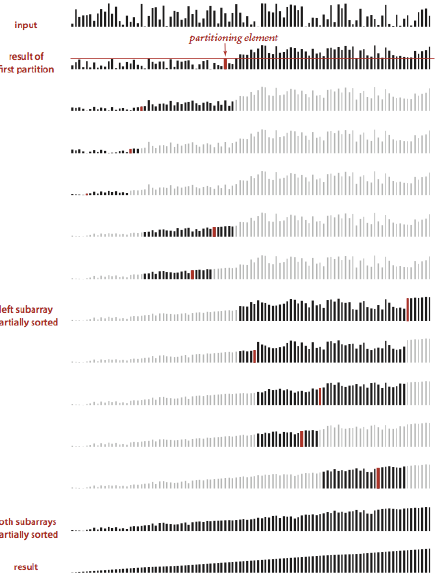 input
partitioning element
result of
first partition
left subarray
partially sorted
both subarrays
partially sorted
result